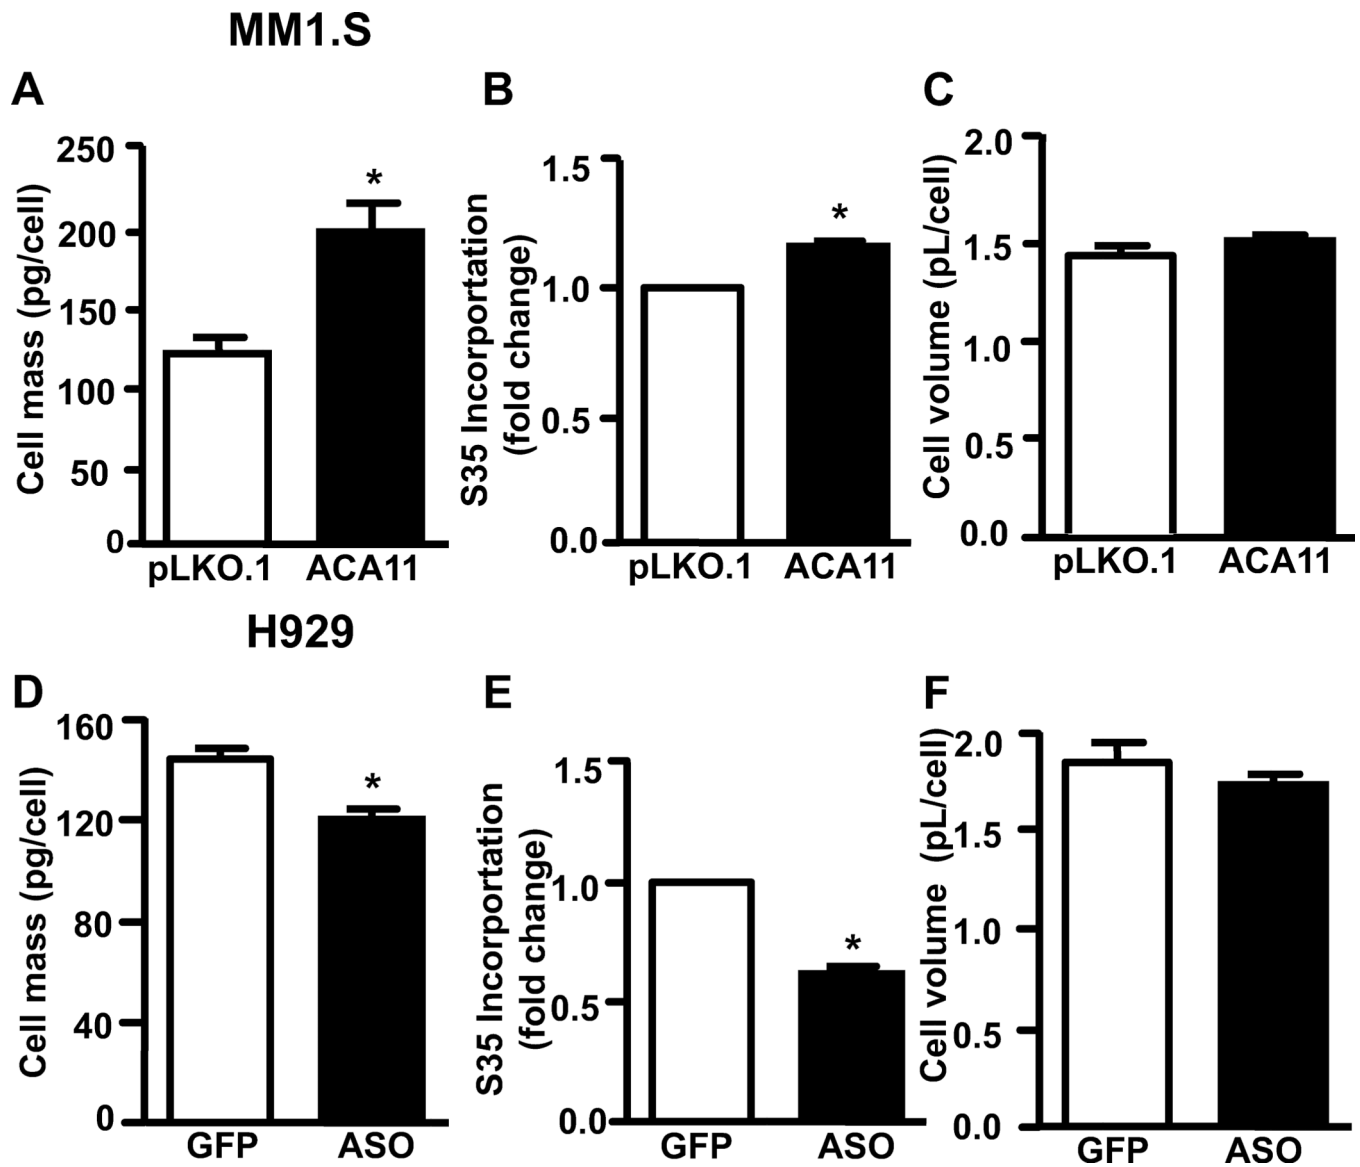 MM1.S
A
Cell mass (pg/cell)
250
200
150
100
50
0
*
pLKO.1 ACA11
B
S35 Incorportation
(fold change)
1.5
1.0
0.5
0.0
*
pLKO.1 ACA11
C
Cell volume (pL/cell)
2.0
1.5
1.0
0.5
0.0
pLKO.1 ACA11
H929
D
Cell mass (pg/cell)
160
120
80
40
0
*
GFP ASO
E
S35 Incorportation
(fold change)
1.5
1.0
0.5
0.0
*
GFP ASO
F
Cell volume (pL/cell)
2.0
1.5
1.0
0.5
0.0
GFP ASO